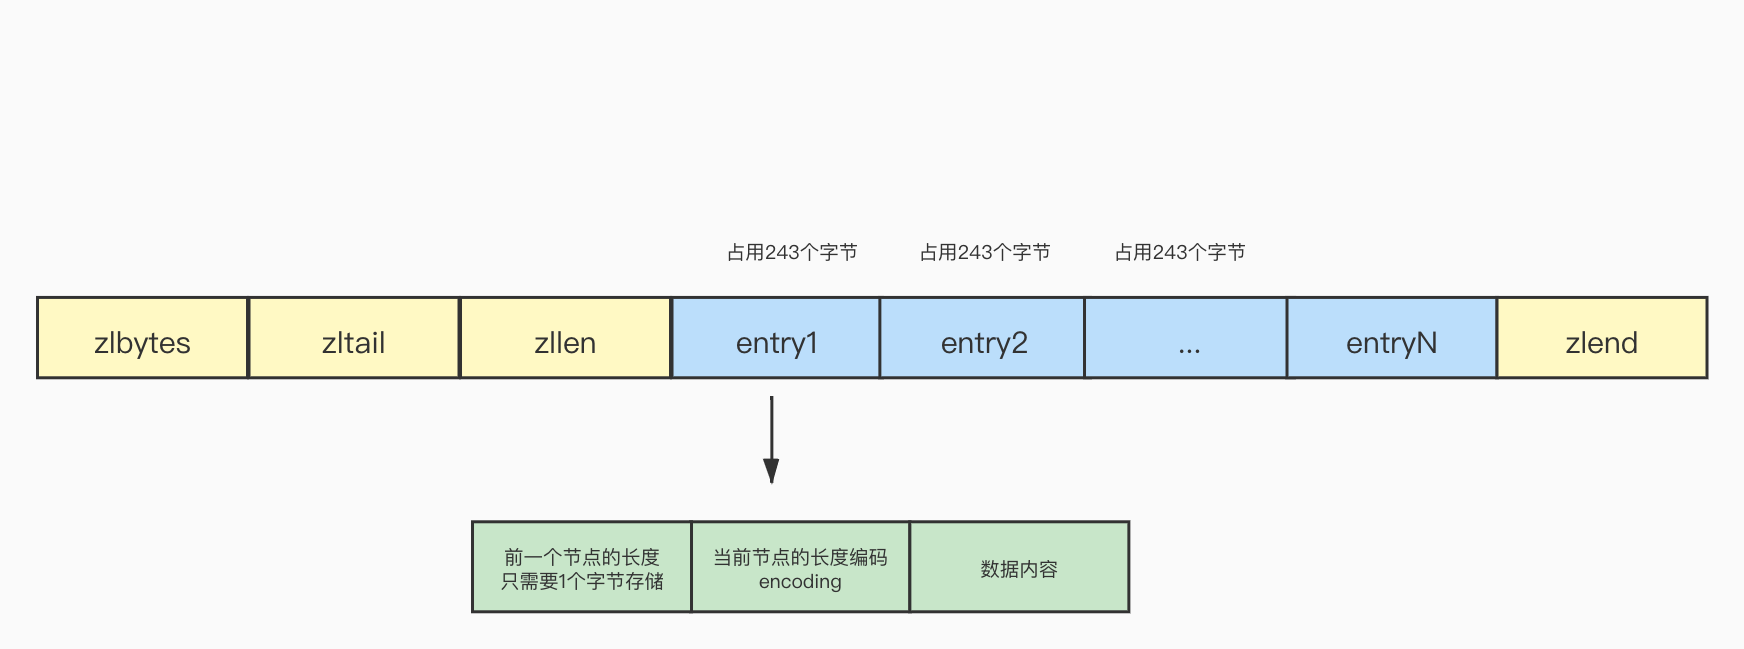 占用243个字节 占用243个字节 占用243个字节
zlbytes zltail zllen entry1 entry2 ... entryN zlend
前一个节点的长度 当前节点的长度编码 数据内容
只需要1个字节存储 encoding